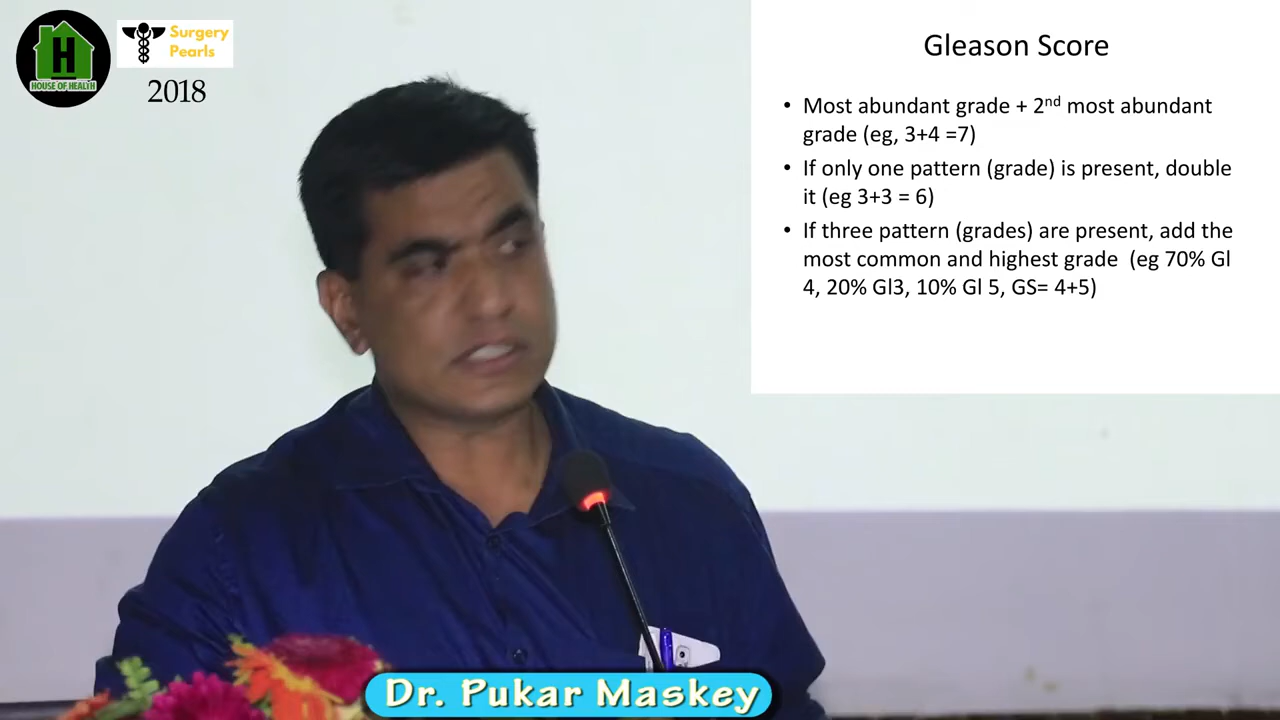 H
HOUSE OF HEALTH
Surgery
Pearls
2018
Gleason Score
• Most abundant grade + 2nd most abundant
grade (eg, 3+4 =7)
• If only one pattern (grade) is present, double
it (eg 3+3 = 6)
• If three pattern (grades) are present, add the
most common and highest grade (eg 70% Gl
4, 20% Gl3, 10% Gl 5, GS= 4+5)
Dr. Pukar Maskey